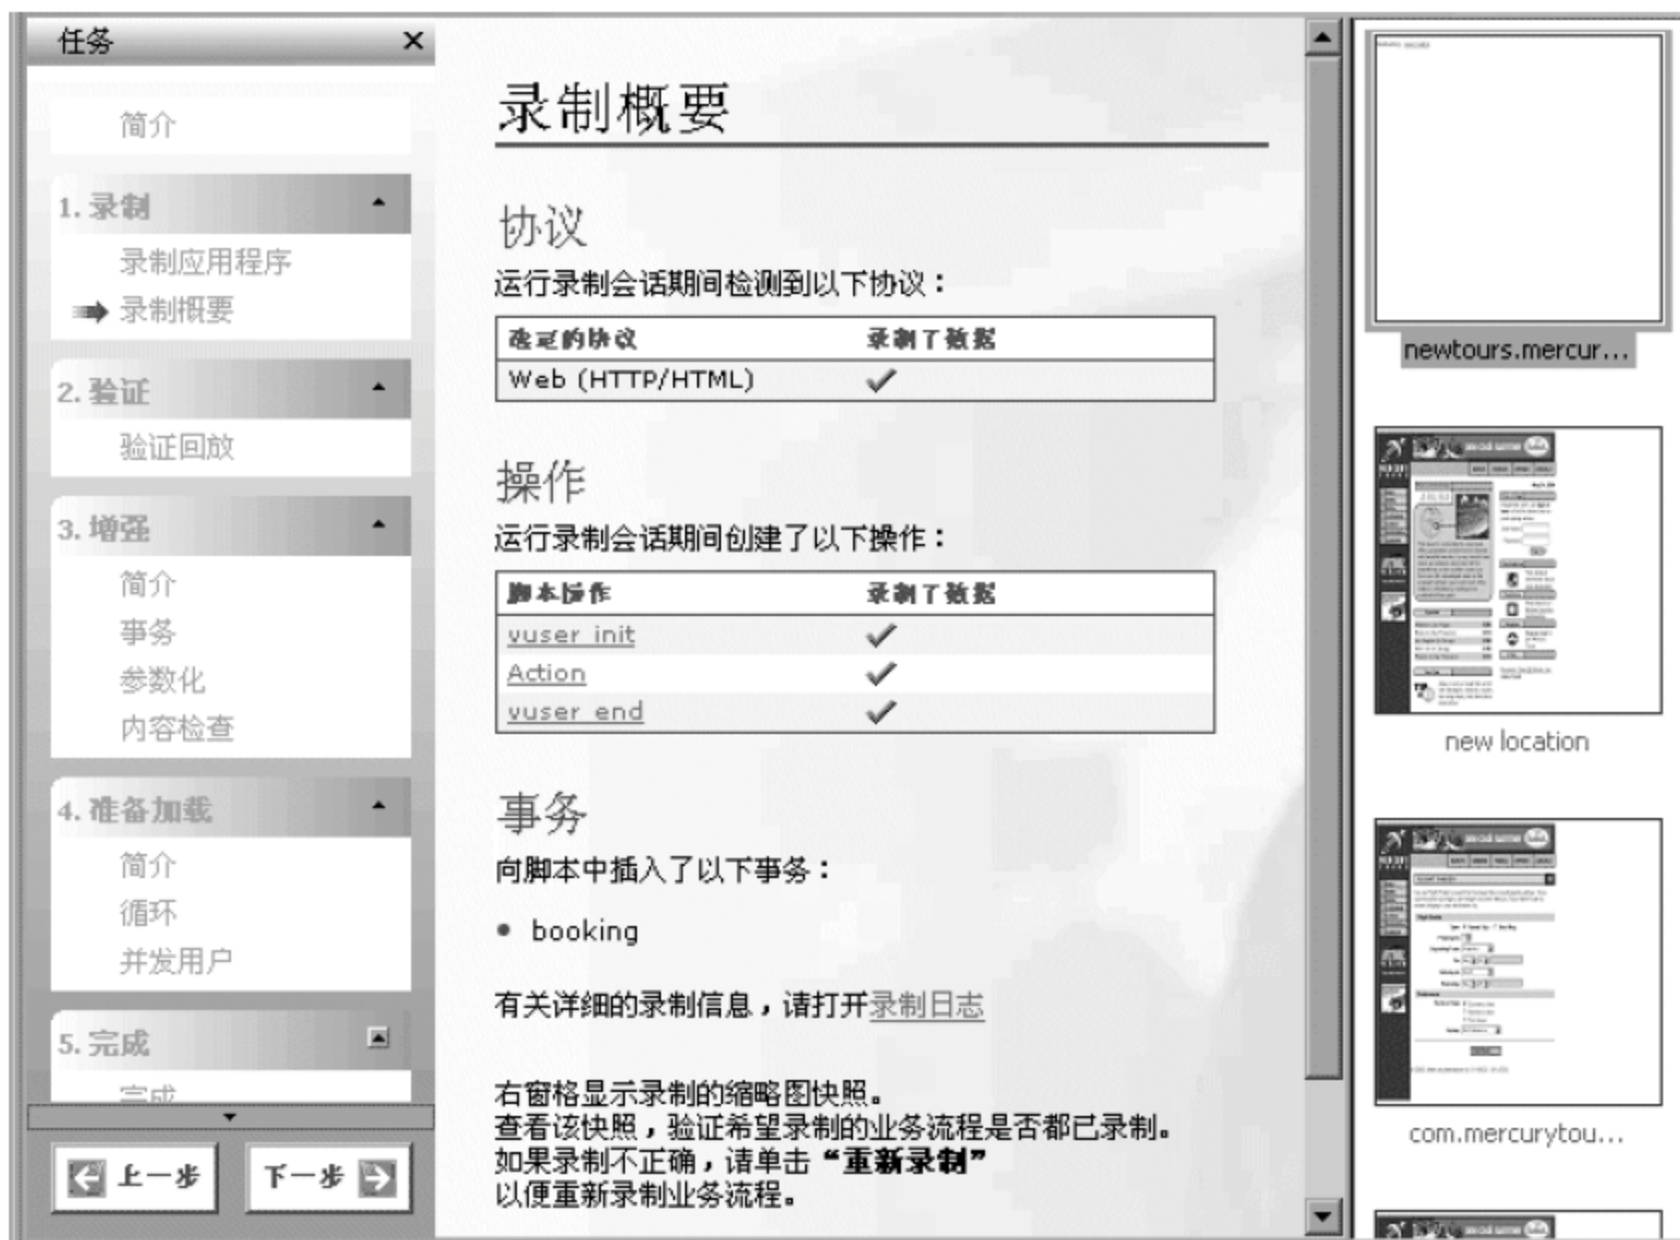 任务
简介
1. 录制
录制应用程序
录制概要
2. 验证
验证回放
3. 增强
简介
事务
参数化
内容检查
4. 准备加载
简介
循环
并发用户
5. 完成
完成
上一步
下一步
录制概要
协议
运行录制会话期间检测到以下协议：
选定的协议 录制了数据
Web (HTTP/HTML)
操作
运行录制会话期间创建了以下操作：
脚本操作 录制了数据
vuser_init
Action
vuser_end
事务
向脚本中插入了以下事务：
• booking
有关详细的录制信息，请打开录制日志
右窗格显示录制的缩略图快照。
查看该快照，验证希望录制的业务流程是否都已录制。
如果录制不正确，请单击“重新录制”
以便重新录制业务流程。
newtours.mercur...
new location
com.mercurytou...